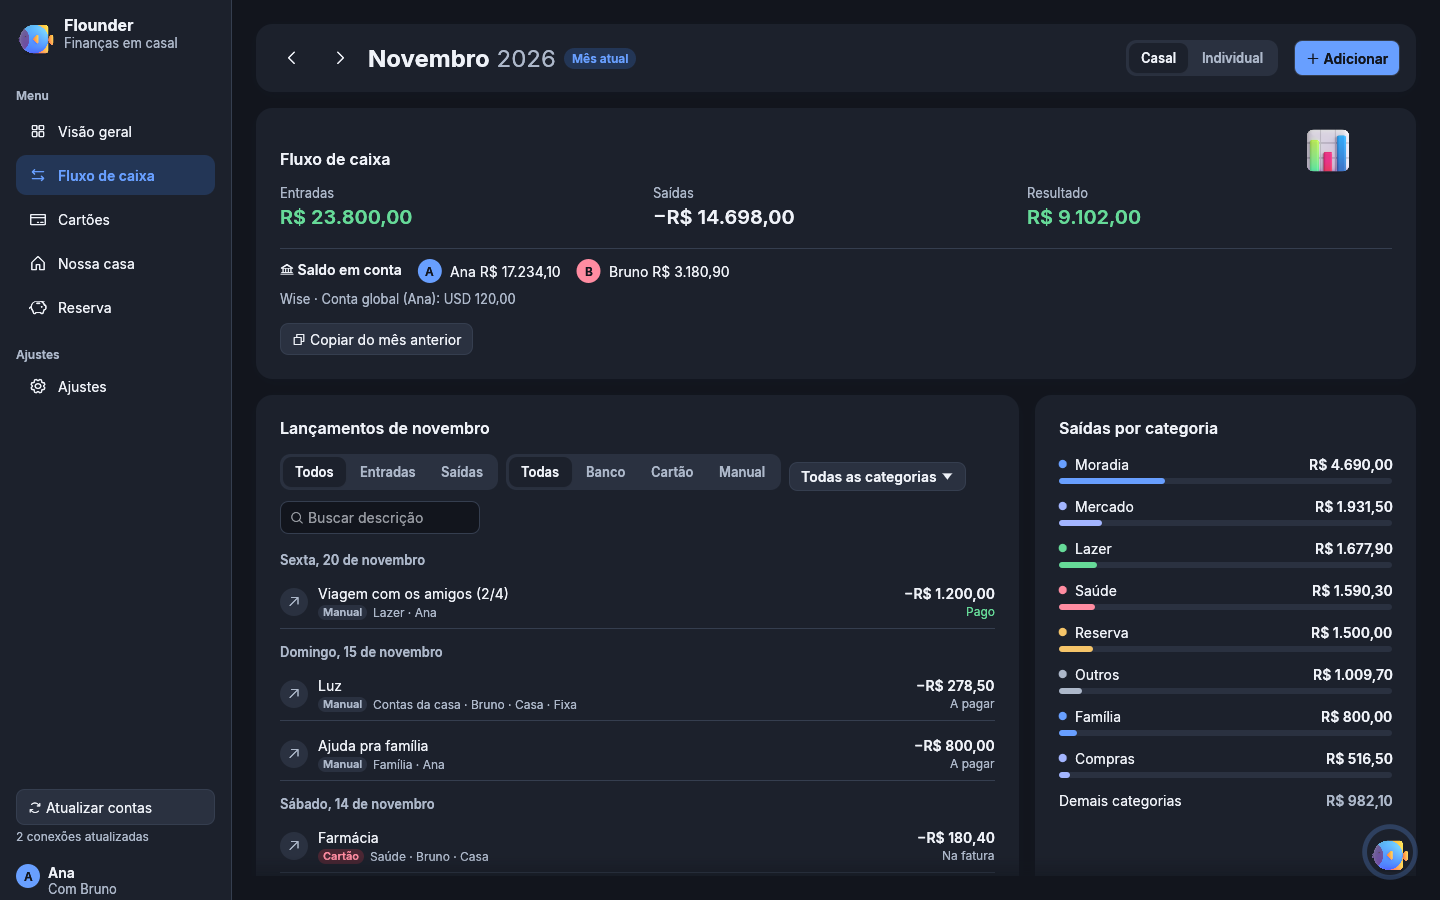 Flounder
Finanças em casal
Menu
Visão geral
Fluxo de caixa
Cartões
Nossa casa
Reserva
Ajustes
Ajustes
Atualizar contas
2 conexões atualizadas
A
Ana
Com Bruno
Novembro 2026
Mês atual
Casal
Individual
+ Adicionar
Fluxo de caixa
Entradas
R$ 23.800,00
Saídas
−R$ 14.698,00
Resultado
R$ 9.102,00
Saldo em conta
A
Ana R$ 17.234,10
B
Bruno R$ 3.180,90
Wise · Conta global (Ana): USD 120,00
Copiar do mês anterior
Lançamentos de novembro
Todos
Entradas
Saídas
Todas
Banco
Cartão
Manual
Todas as categorias
Buscar descrição
Sexta, 20 de novembro
Viagem com os amigos (2/4)
−R$ 1.200,00
Manual
Lazer · Ana
Pago
Domingo, 15 de novembro
Luz
−R$ 278,50
Manual
Contas da casa · Bruno · Casa · Fixa
A pagar
Ajuda pra família
−R$ 800,00
Manual
Família · Ana
A pagar
Sábado, 14 de novembro
Farmácia
−R$ 180,40
Cartão
Saúde · Bruno · Casa
Na fatura
Saídas por categoria
Moradia
R$ 4.690,00
Mercado
R$ 1.931,50
Lazer
R$ 1.677,90
Saúde
R$ 1.590,30
Reserva
R$ 1.500,00
Outros
R$ 1.009,70
Família
R$ 800,00
Compras
R$ 516,50
Demais categorias
R$ 982,10